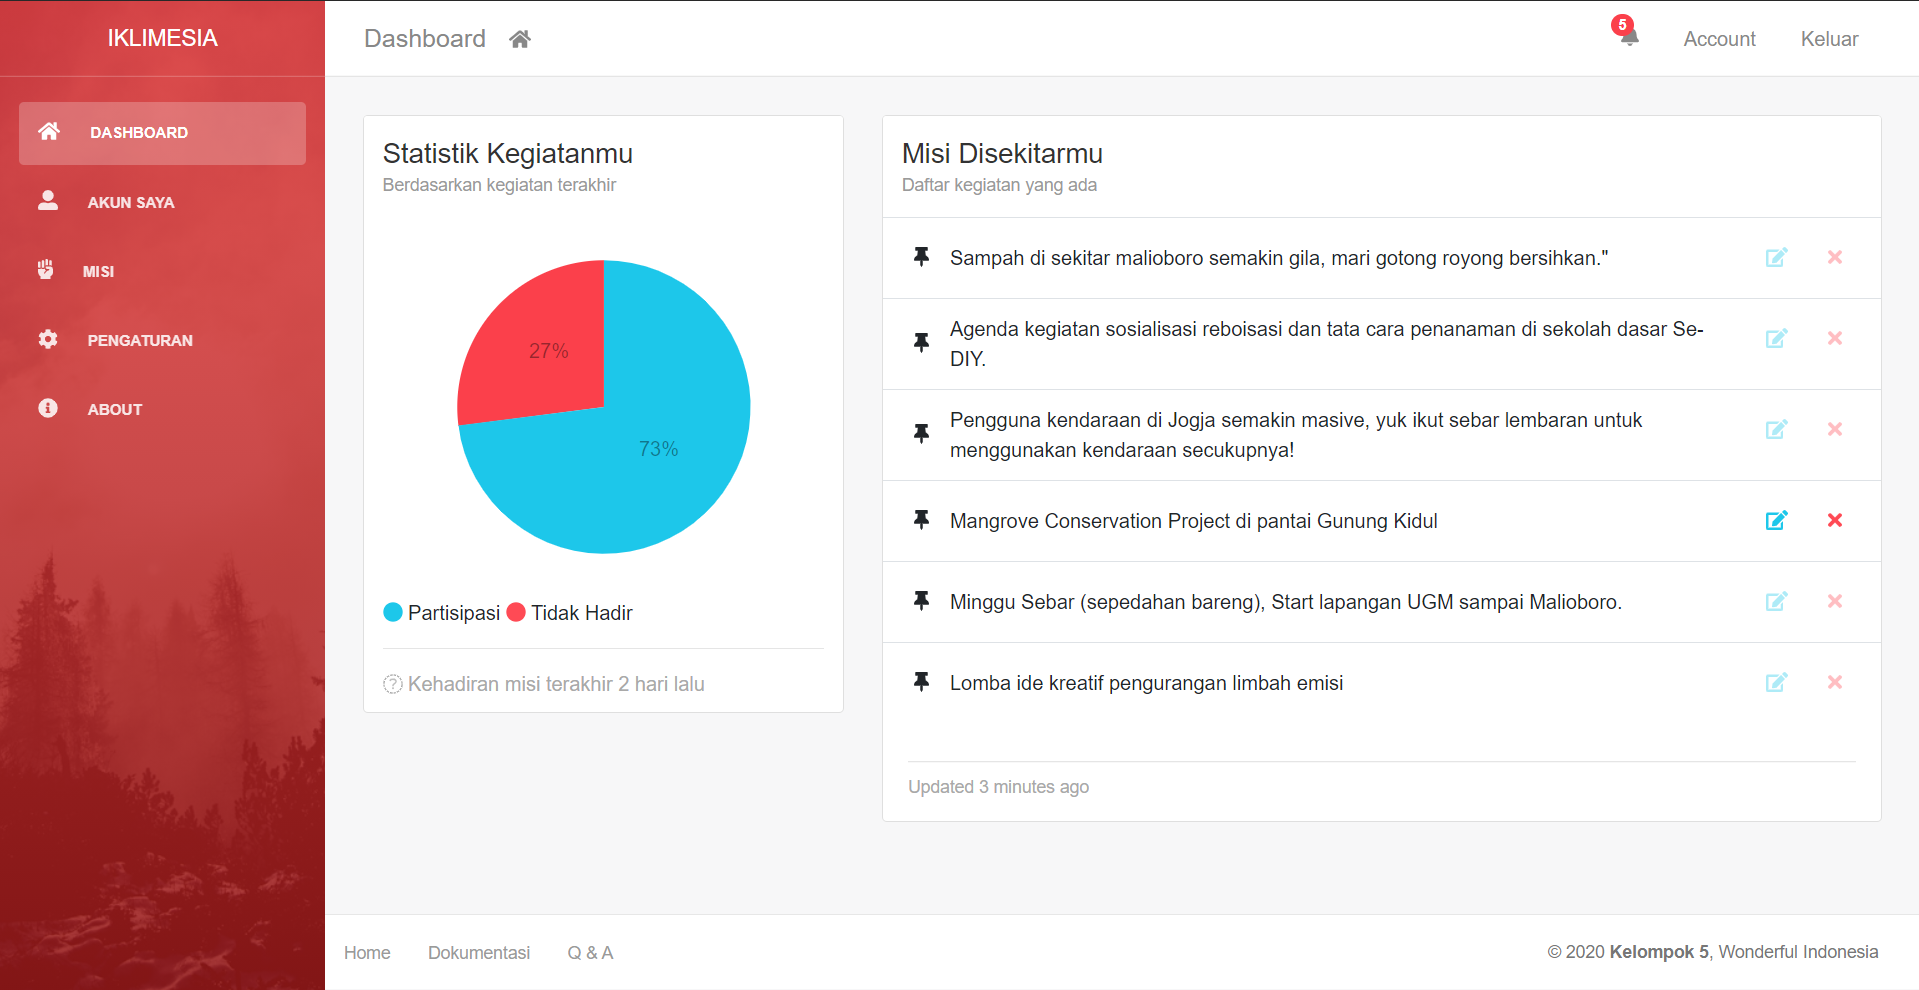 IKLIMESIA
DASHBOARD
AKUN SAYA
MISI
PENGATURAN
ABOUT
Dashboard
5
Account
Keluar
Statistik Kegiatanmu
Berdasarkan kegiatan terakhir
27%
73%
Partisipasi Tidak Hadir
Kehadiran misi terakhir 2 hari lalu
Misi Disekitarmu
Daftar kegiatan yang ada
Sampah di sekitar malioboro semakin gila, mari gotong royong bersihkan."
Agenda kegiatan sosialisasi reboisasi dan tata cara penanaman di sekolah dasar Se-
DIY.
Pengguna kendaraan di Jogja semakin masive, yuk ikut sebar lembaran untuk
menggunakan kendaraan secukupnya!
Mangrove Conservation Project di pantai Gunung Kidul
Minggu Sebar (sepedahan bareng), Start lapangan UGM sampai Malioboro.
Lomba ide kreatif pengurangan limbah emisi
Updated 3 minutes ago
Home
Dokumentasi
Q & A
© 2020 Kelompok 5, Wonderful Indonesia